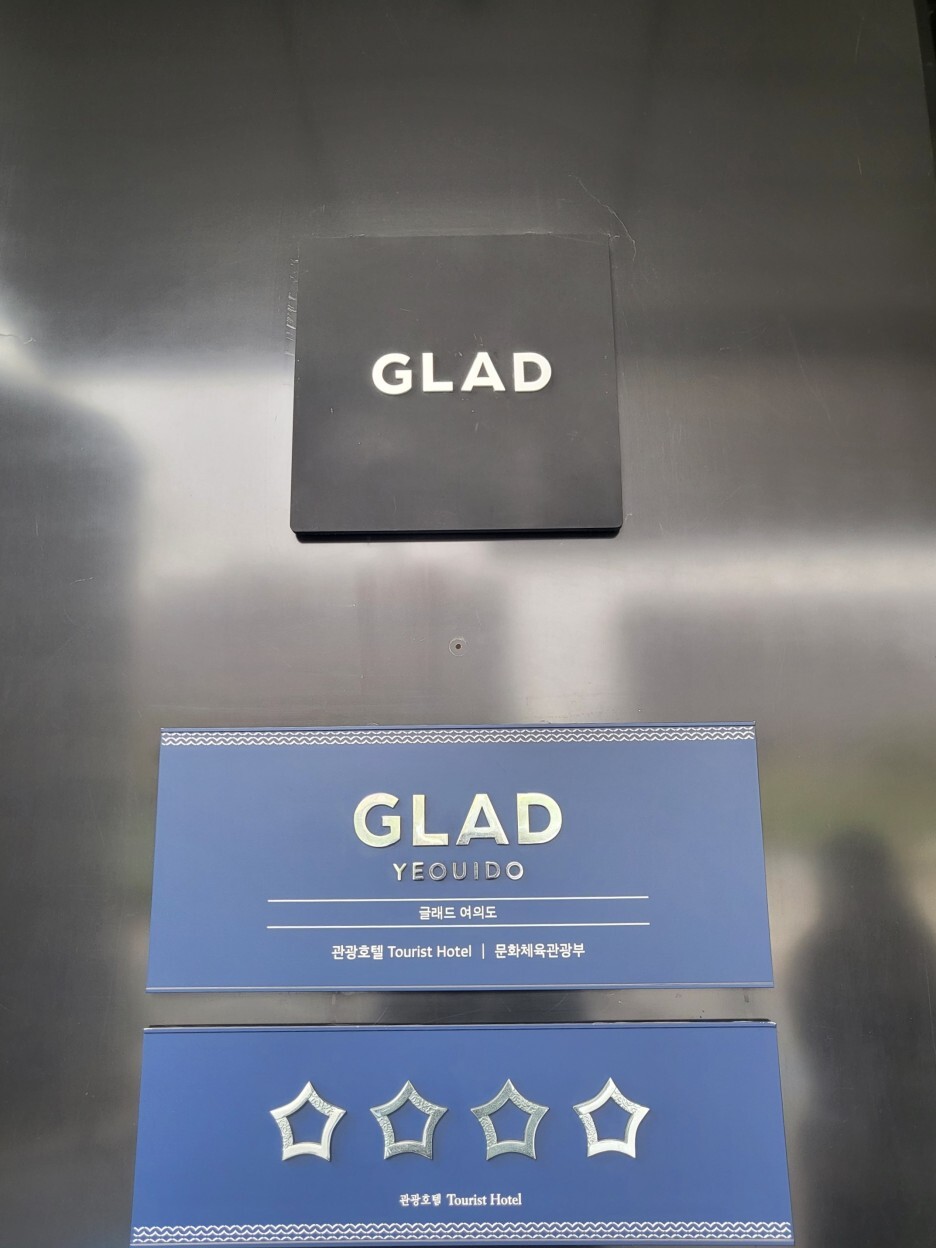 GLAD
GLAD
YEOUIDO
글래드 여의도
관광호텔 Tourist Hotel | 문화체육관광부
관광호텔 Tourist Hotel